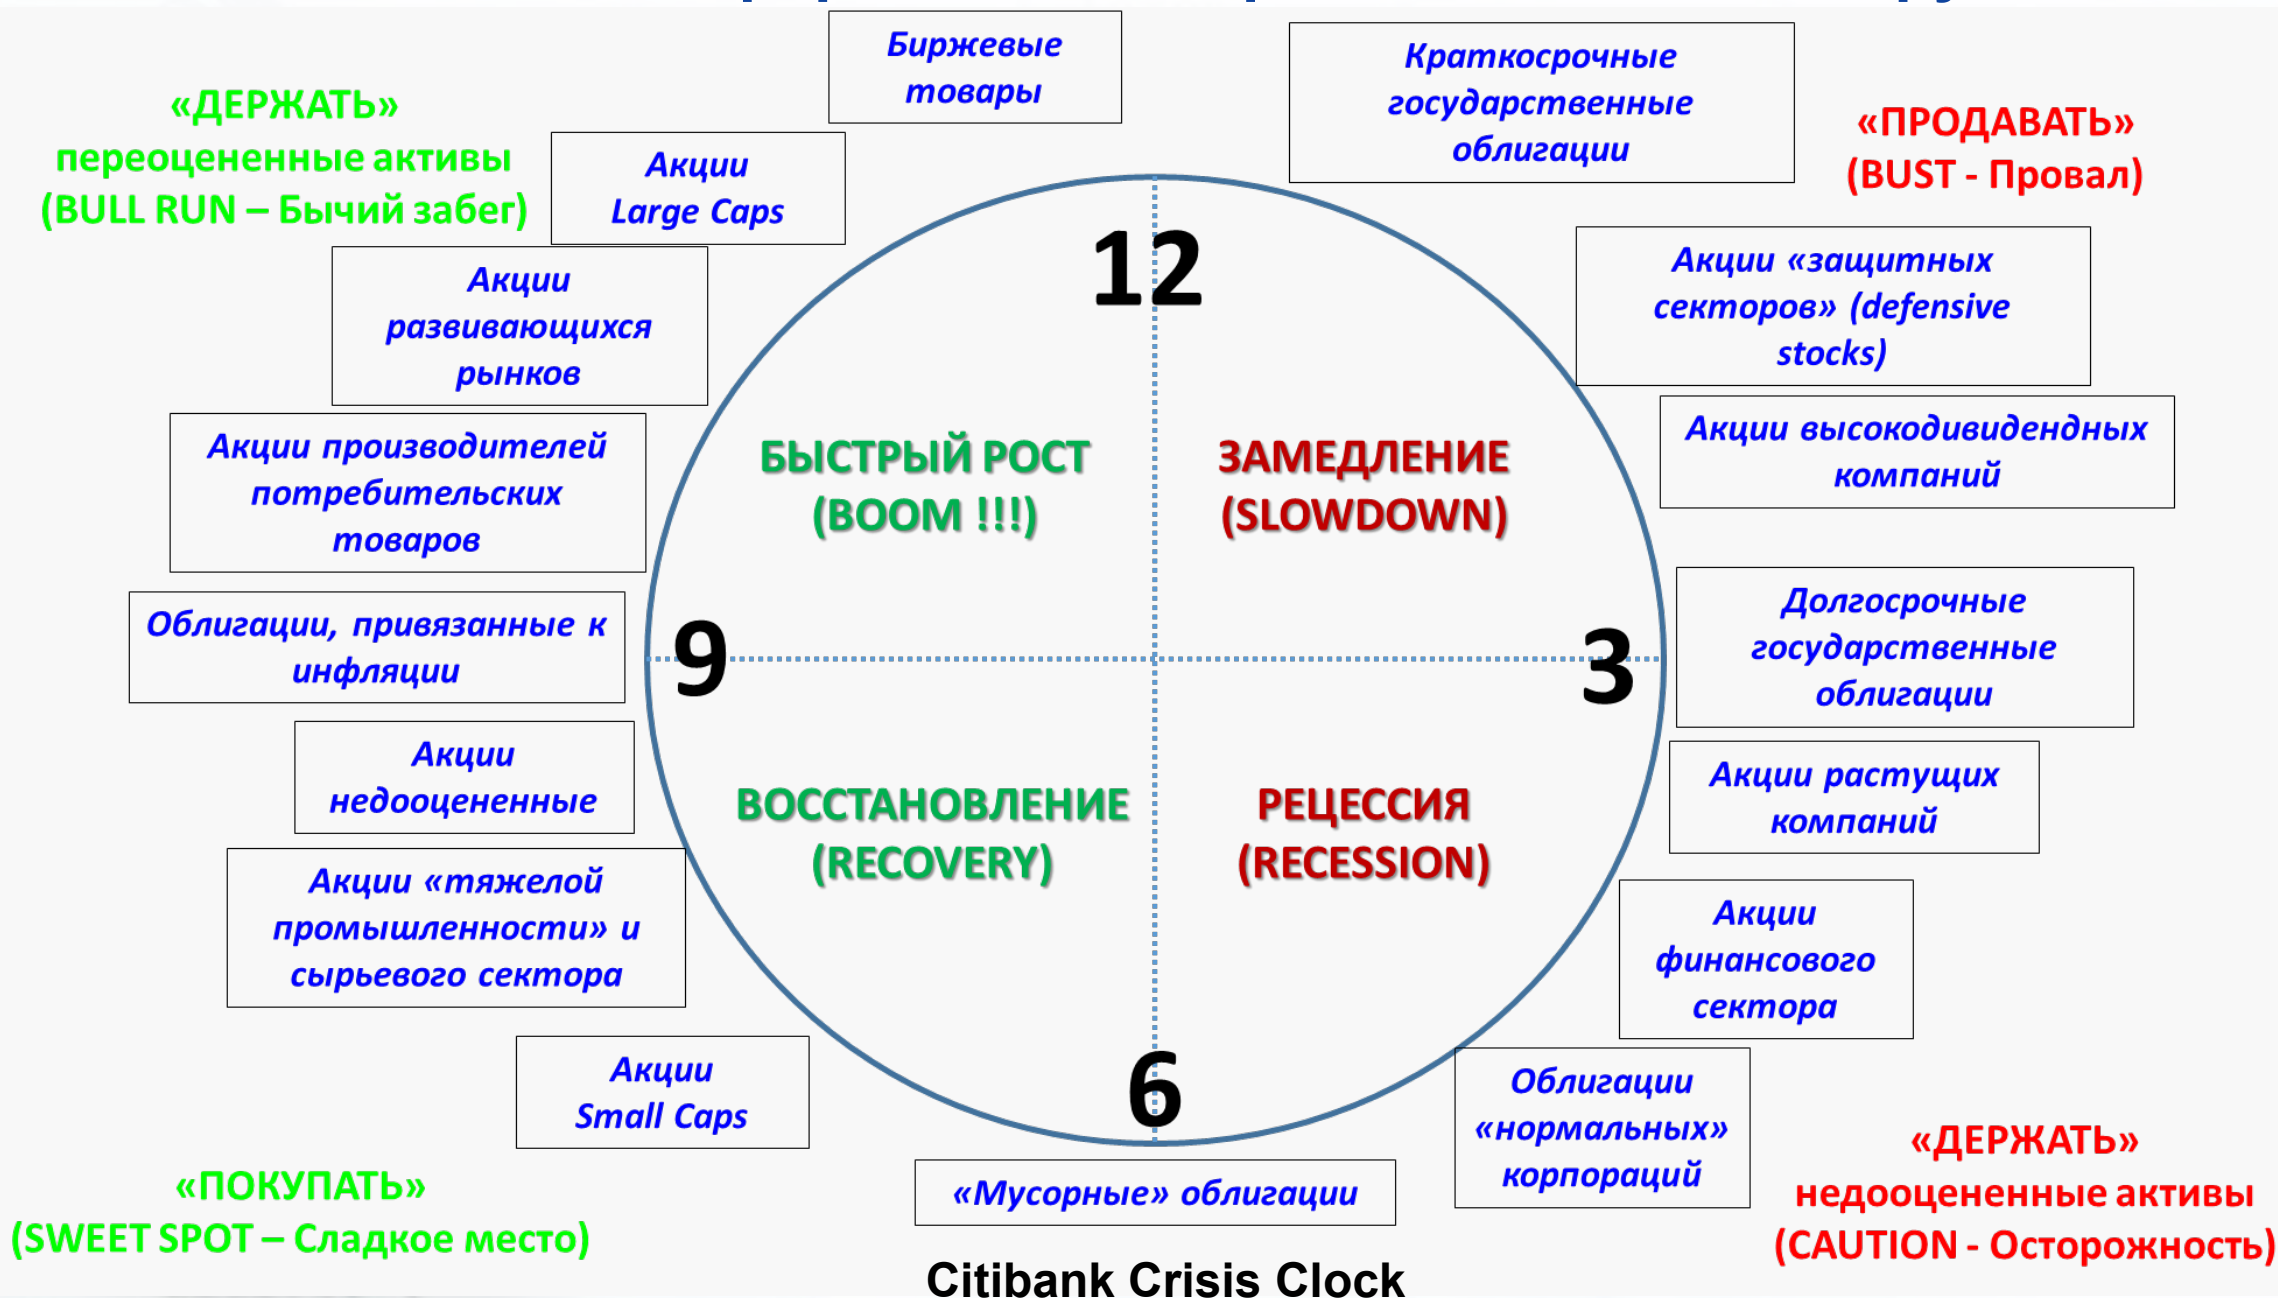 Биржевые
товары
Краткосрочные
государственные
облигации
«ДЕРЖАТЬ»
переоцененные активы
(BULL RUN – Бычий забег)
«ПРОДАВАТЬ»
(BUST - Провал)
Акции
Large Caps
Акции
развивающихся
рынков
12
Акции «защитных
секторов» (defensive
stocks)
Акции производителей
потребительских
товаров
БЫСТРЫЙ РОСТ
(BOOM !!!)
ЗАМЕДЛЕНИЕ
(SLOWDOWN)
Акции высокодивидендных
компаний
Облигации, привязанные к
инфляции
9
3
Долгосрочные
государственные
облигации
Акции
недооцененные
ВОССТАНОВЛЕНИЕ
(RECOVERY)
РЕЦЕССИЯ
(RECESSION)
Акции растущих
компаний
Акции «тяжелой
промышленности» и
сырьевого сектора
Акции
финансового
сектора
Акции
Small Caps
6
Облигации
«нормальных»
корпораций
«ПОКУПАТЬ»
(SWEET SPOT – Сладкое место)
«Мусорные» облигации
«ДЕРЖАТЬ»
недооцененные активы
(CAUTION - Осторожность)
Citibank Crisis Clock